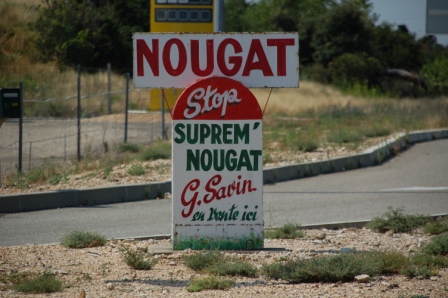 NOUGAT
Stop
SUPREM'
NOUGAT
G. Savin
en Vente ici